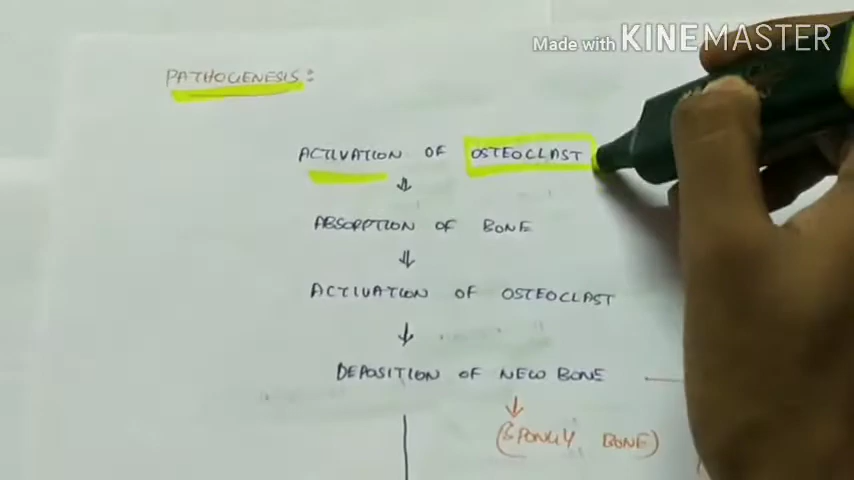 Made with KINEMASTER
PATHOGENESIS:
ACTIVATION OF OSTEOCLAST
ABSORPTION OF BONE
ACTIVATION OF OSTEOCLAST
DEPOSITION OF NEW BONE
(SPONGY BONE)